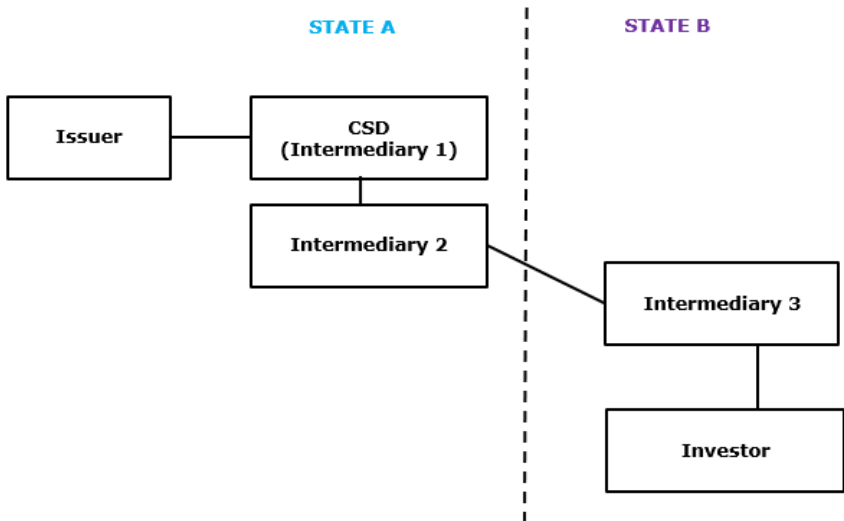 STATE A
STATE B
Issuer
CSD
(Intermediary 1)
Intermediary 2
Intermediary 3
Investor